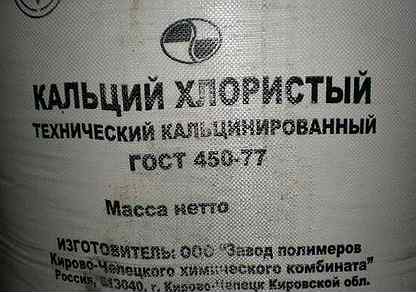 КАЛЬЦИЙ ХЛОРИСТЫЙ
ТЕХНИЧЕСКИЙ КАЛЬЦИНИРОВАННЫЙ
ГОСТ 450-77
Масса нетто
ИЗГОТОВИТЕЛЬ: ООО "Завод полимеров
Кирово-Чепецкого химического комбината"
Россия, 613040, г. Кирово-Чепецк Кировской обл.